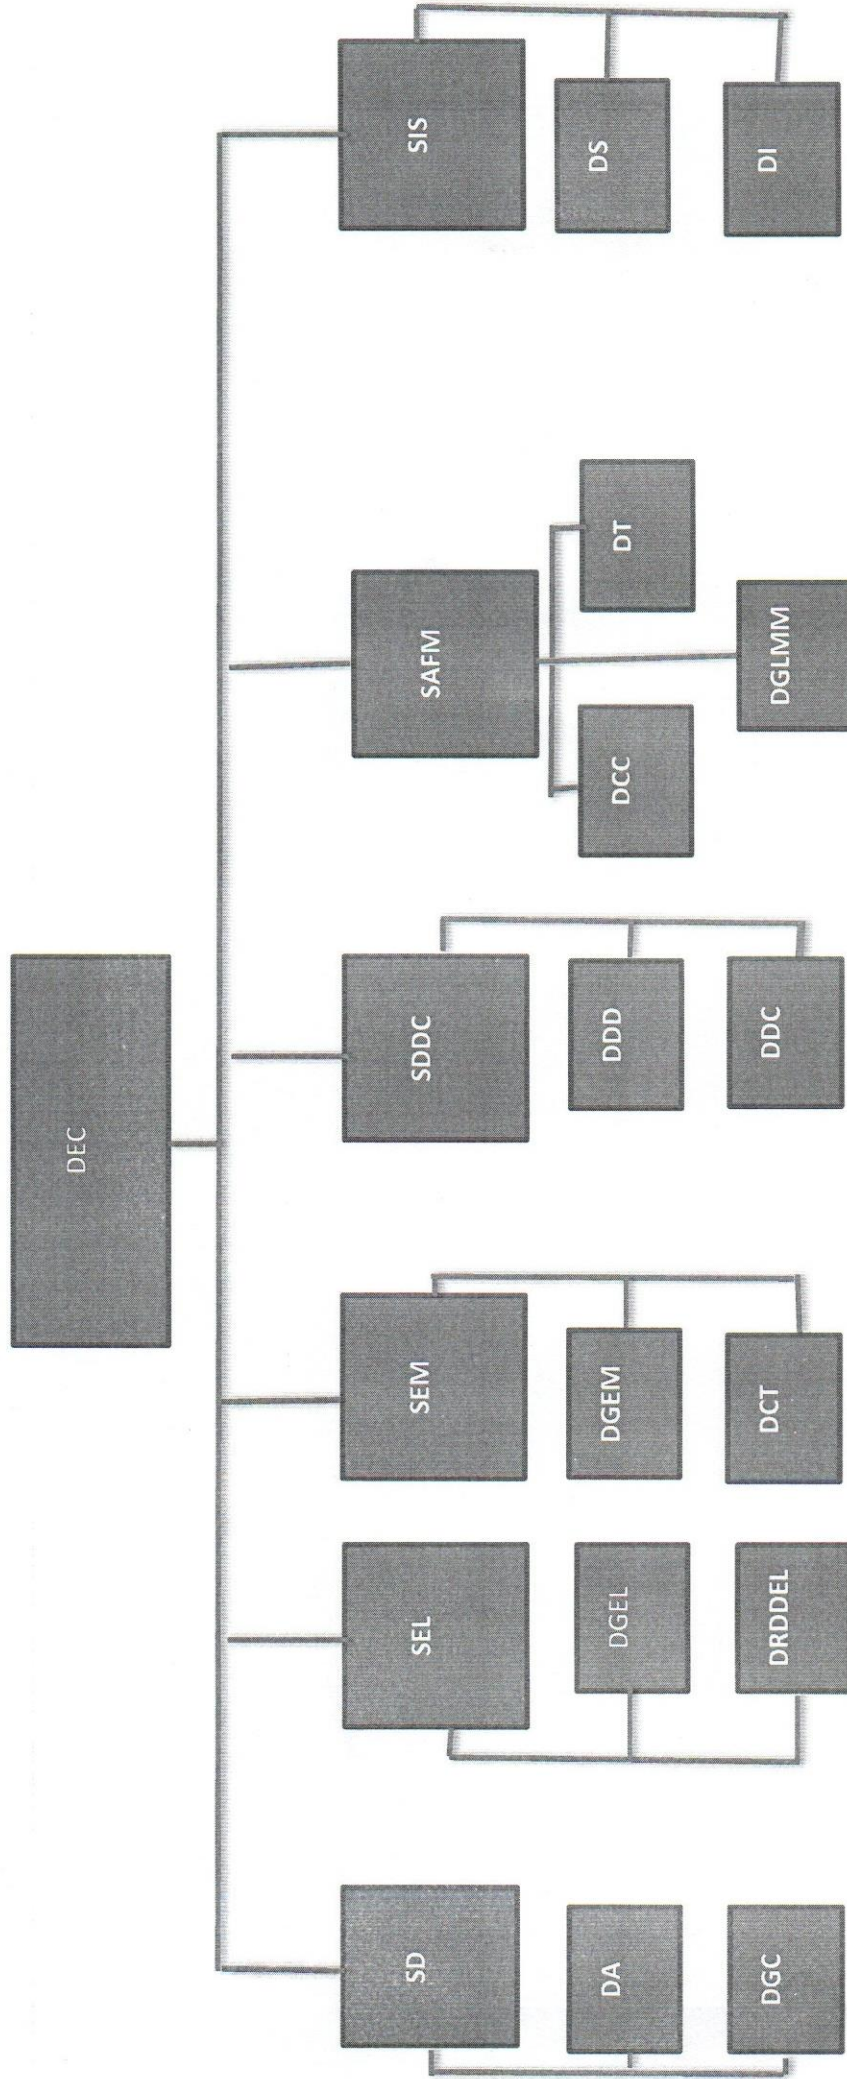 DEC
SD
SEL
SEM
SDDC
SAFM
SIS
DA
DGEL
DGEM
DDD
DCC
DT
DS
DGC
DRDDEL
DCT
DDC
DGLMM
DI